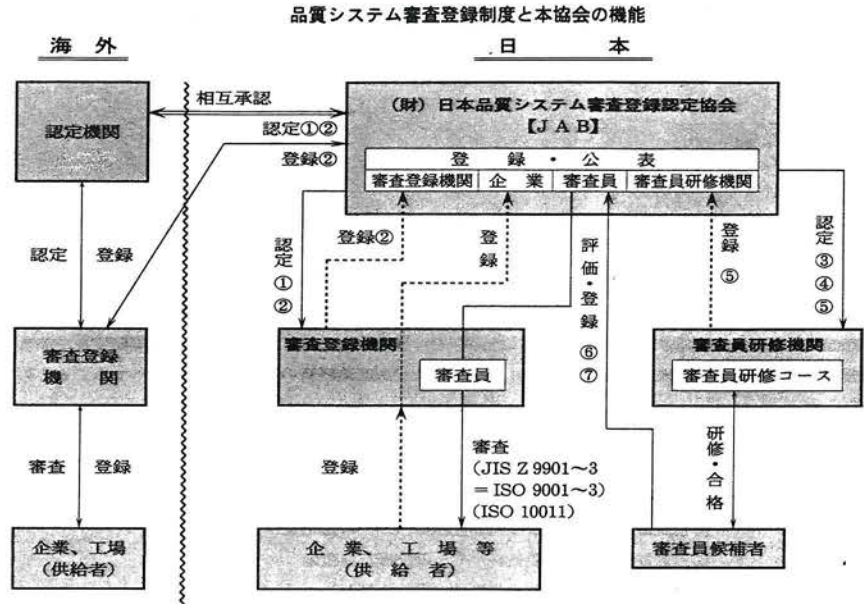 品質システム審査登録制度と本協会の機能
海 外
日 本
認定機関
相互承認
認定①②
登録②
(財) 日本品質システム審査登録認定協会
【JAB】
登 録 ・ 公 表
審査登録機関 企 業 審査員 審査員研修機関
認定 登録
認定①②
登録②
登録
評価・登録 ⑥⑦
登録 ⑤
認定③④⑤
審査登録
機 関
審査登録機関
審査員
審査員研修機関
審査員研修コース
審査 登録
登録
審査
(JIS Z 9901～3
= ISO 9001～3)
(ISO 10011)
研修・合格
企業、工場
(供給者)
企 業、 工 場 等
(供 給 者)
審査員候補者